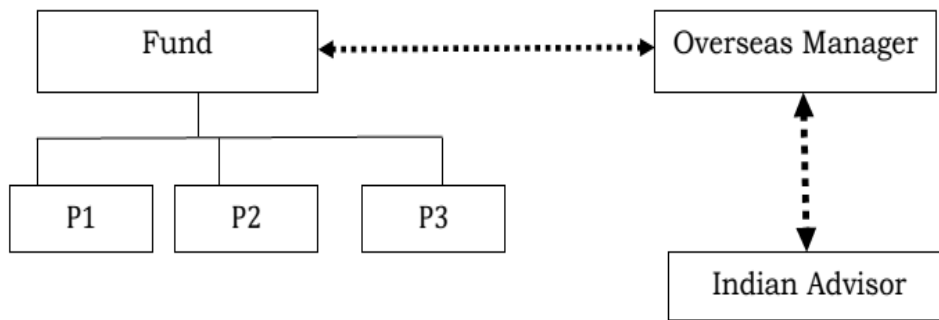 Fund
Overseas Manager
P1
P2
P3
Indian Advisor